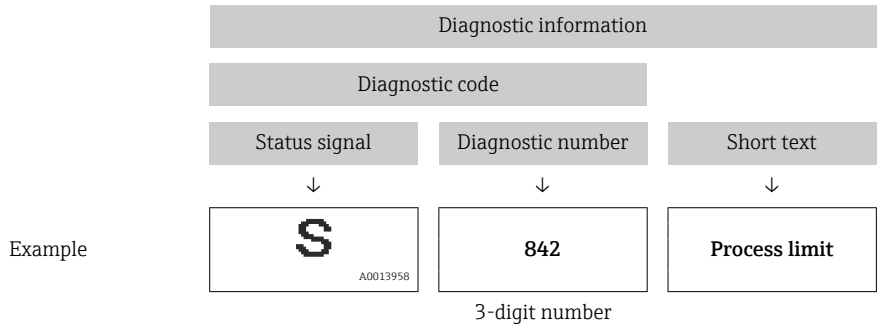 Diagnostic information
Diagnostic code
Status signal Diagnostic number Short text
↓ ↓ ↓
Example S 842 Process limit
A0013958
3-digit number